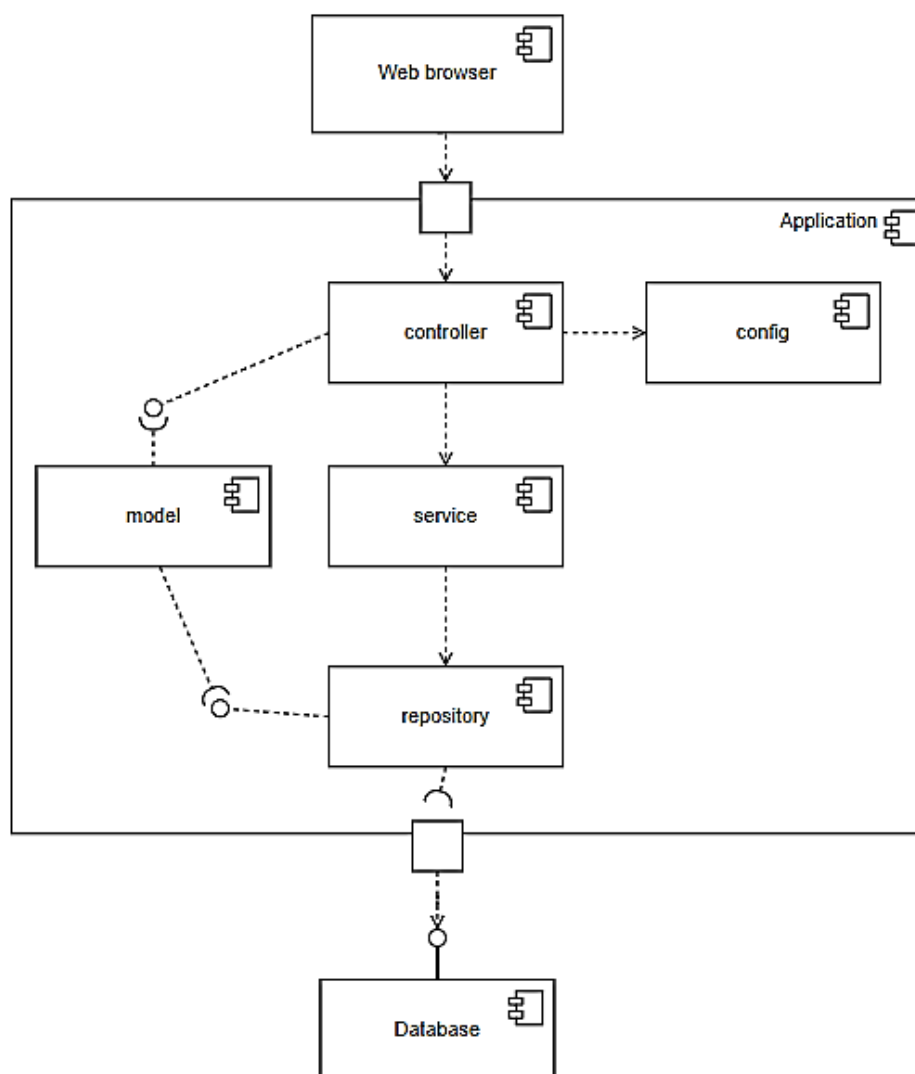 Web browser
Application
controller
config
model
service
repository
Database